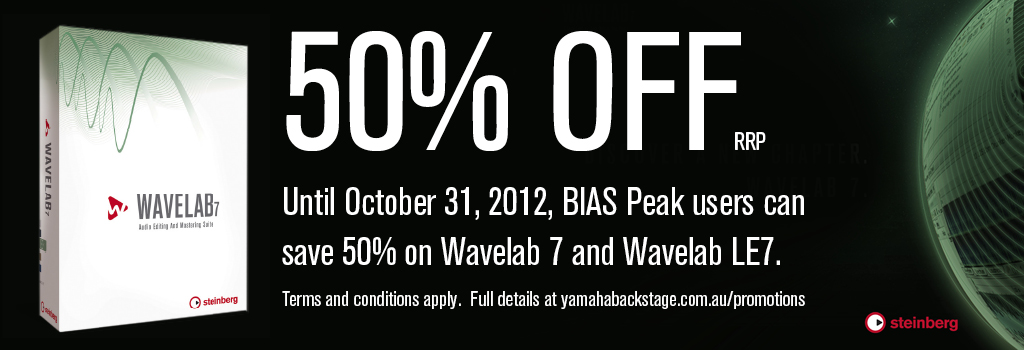 WAVELAB7
WAVELAB7
Audio Editing And Mastering Suite
steinberg
50% OFF
RRP
Until October 31, 2012, BIAS Peak users can
save 50% on Wavelab 7 and Wavelab LE7.
Terms and conditions apply. Full details at yamahabackstage.com.au/promotions
steinberg